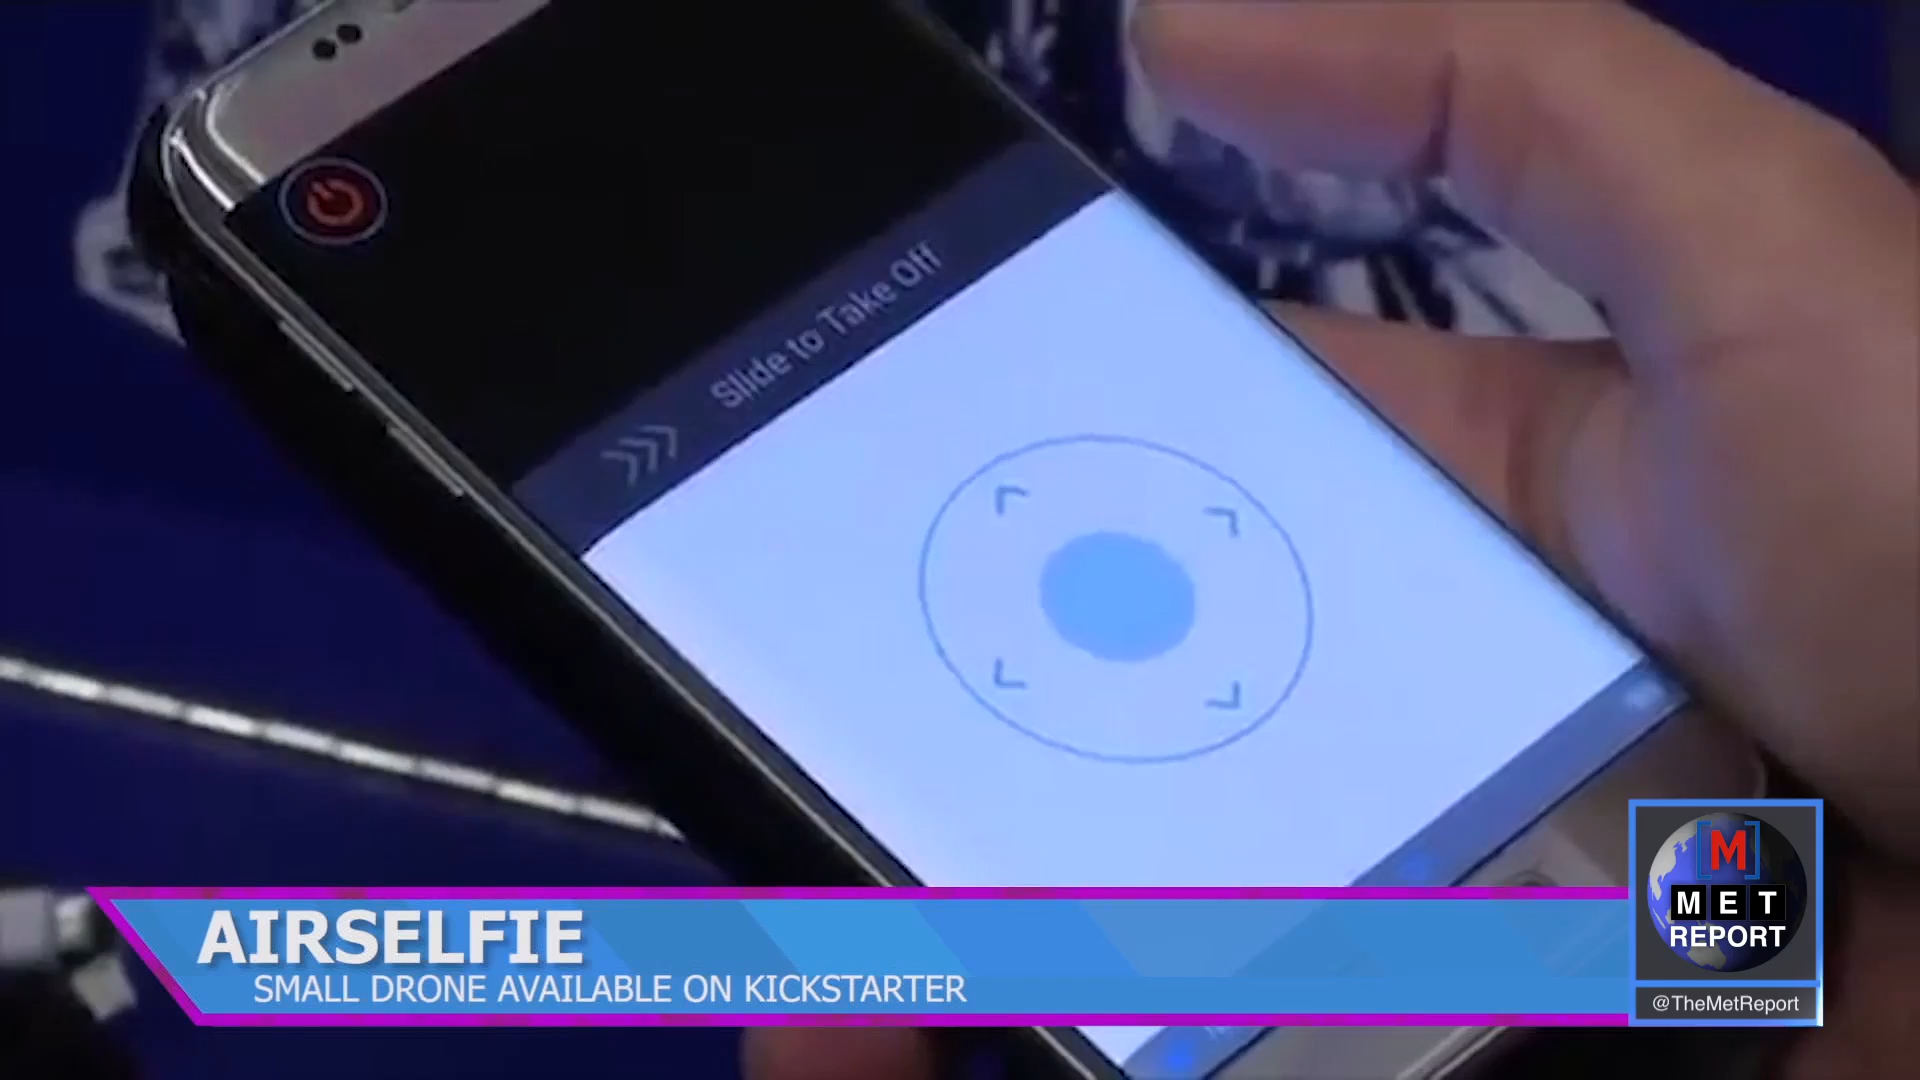 Slide to Take Off
AIRSELFIE
SMALL DRONE AVAILABLE ON KICKSTARTER
[M]
MET
REPORT
@TheMetReport